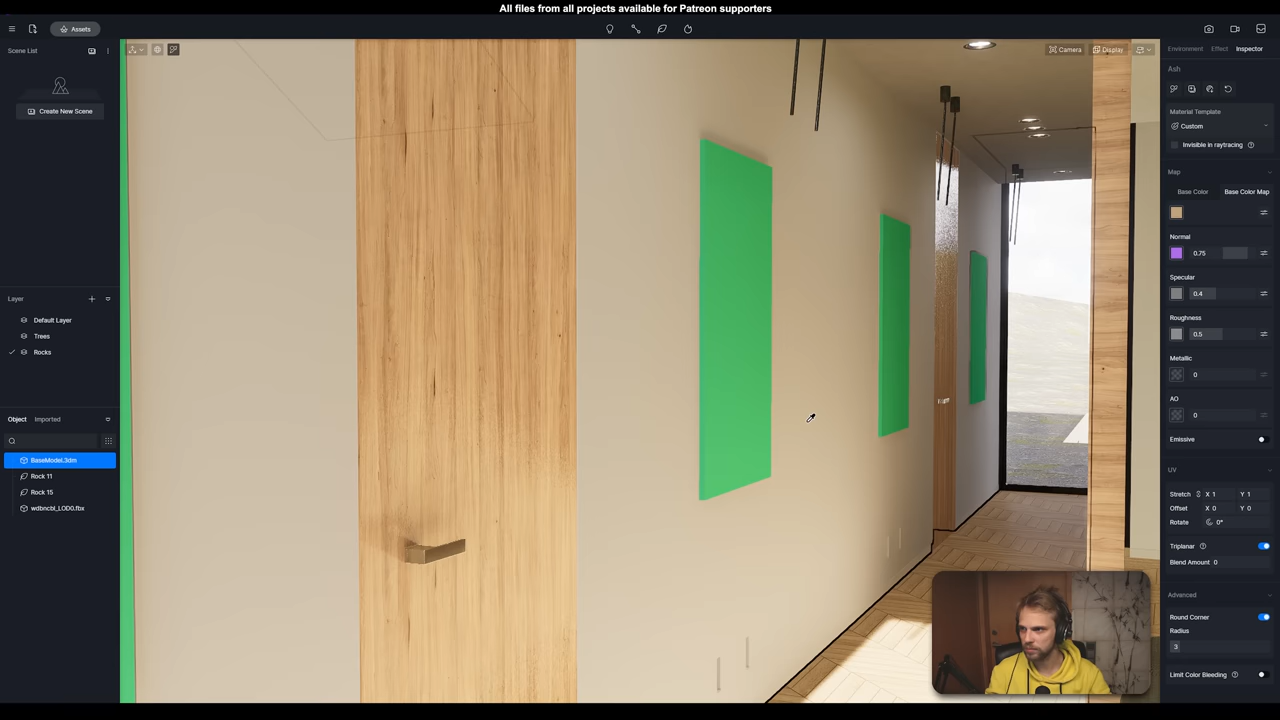 All files from all projects available for Patreon supporters
Assets
Scene List
Create New Scene
Layer
Default Layer
Trees
Rocks
Object
Imported
BaseModel.3dm
Rock 11
Rock 15
wdbncbl_LOD0.fbx
Camera
Display
Environment
Effect
Inspector
Ash
Material Template
Custom
Invisible in raytracing
Map
Base Color
Base Color Map
Normal
0.75
Specular
0.4
Roughness
0.5
Metallic
0
AO
0
Emissive
UV
Stretch X 1 Y 1
Offset X 0 Y 0
Rotate 0°
Triplanar
Blend Amount 0
Advanced
Round Corner
Radius
3
Limit Color Bleeding